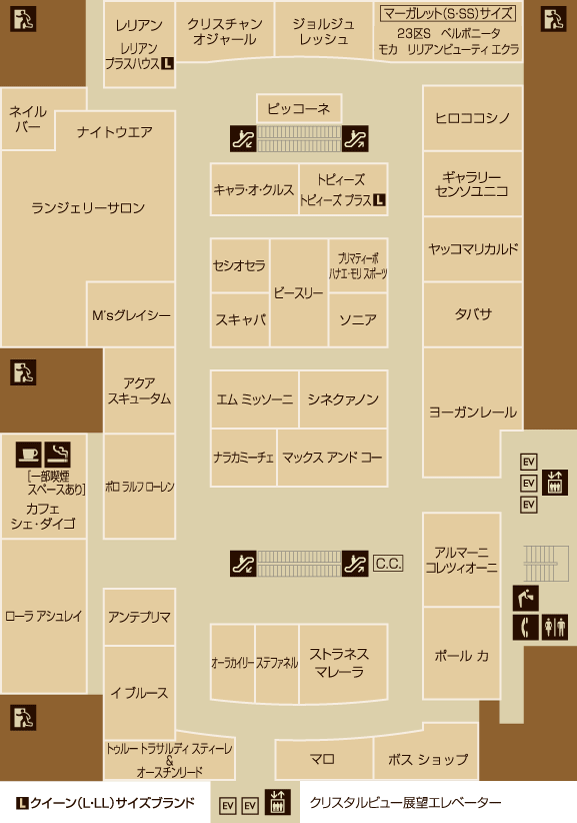 レリアン
レリアン
プラスハウス L
クリスチャン
オジャール
ジョルジュ
レッシュ
マーガレット(S・SS)サイズ
23区S ベルボニータ
モカ リリアンビューティ エクラ
ネイル
バー
ナイトウエア
ピッコーネ
ヒロココシノ
ランジェリーサロン
キャラ・オ・クルス
トビィーズ
トビィーズ プラス L
ギャラリー
センソユニコ
セシオセラ
ビースリー
プリマティーボ
ハナエ・モリ スポーツ
ヤッコマリカルド
M'sグレイシー
スキャパ
ソニア
タバサ
アクア
スキュータム
エム ミッソーニ
シネクァノン
ヨーガンレール
ポロ ラルフ ローレン
ナラカミーチェ
マックス アンド コー
[一部喫煙
スペースあり]
カフェ
シェ・ダイゴ
EV
EV
EV
C.C.
アルマーニ
コレツィオーニ
ローラ アシュレイ
アンテプリマ
オーラカイリー
ステファネル
ストラネス
マレーラ
ポール カ
イ ブルース
トゥルー トラサルディ スティーレ
&
オースチンリード
マロ
ボス ショップ
L クイーン(L・LL)サイズブランド
EV EV
クリスタルビュー展望エレベーター